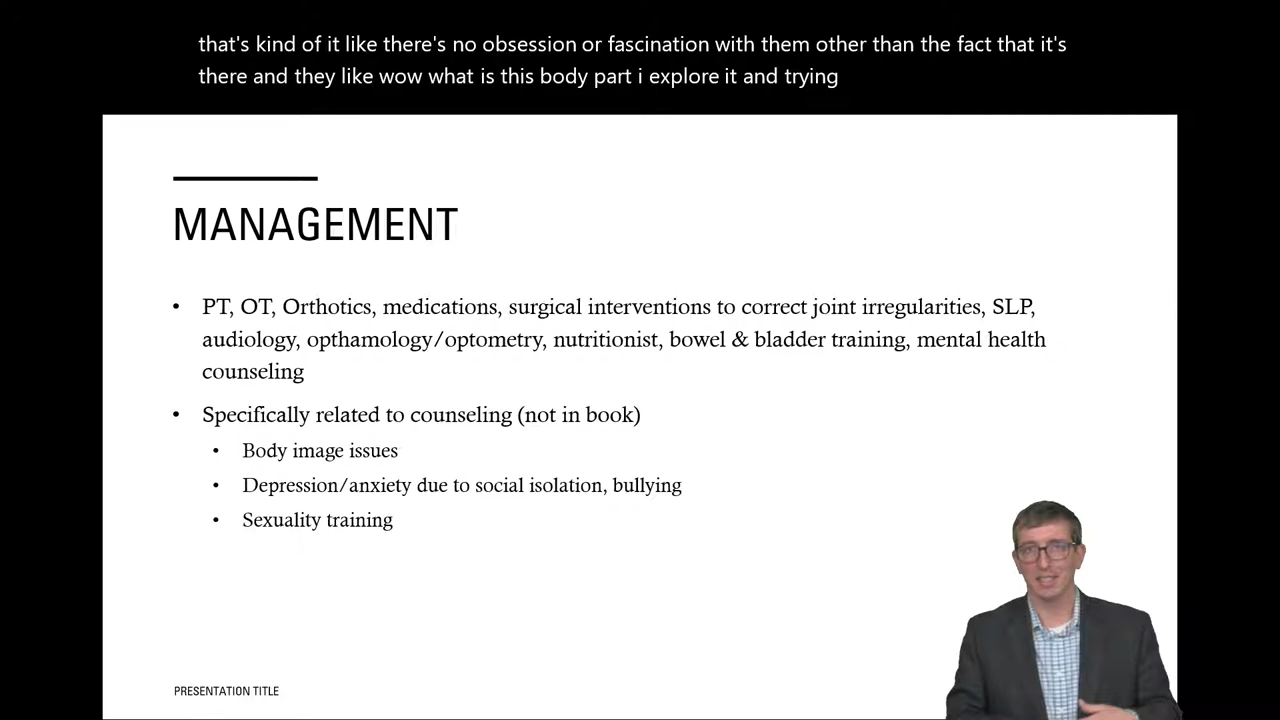 that's kind of it like there's no obsession or fascination with them other than the fact that it's
there and they like wow what is this body part i explore it and trying
MANAGEMENT
• PT, OT, Orthotics, medications, surgical interventions to correct joint irregularities, SLP,
audiology, opthamology/optometry, nutritionist, bowel & bladder training, mental health
counseling
• Specifically related to counseling (not in book)
• Body image issues
• Depression/anxiety due to social isolation, bullying
• Sexuality training
PRESENTATION TITLE